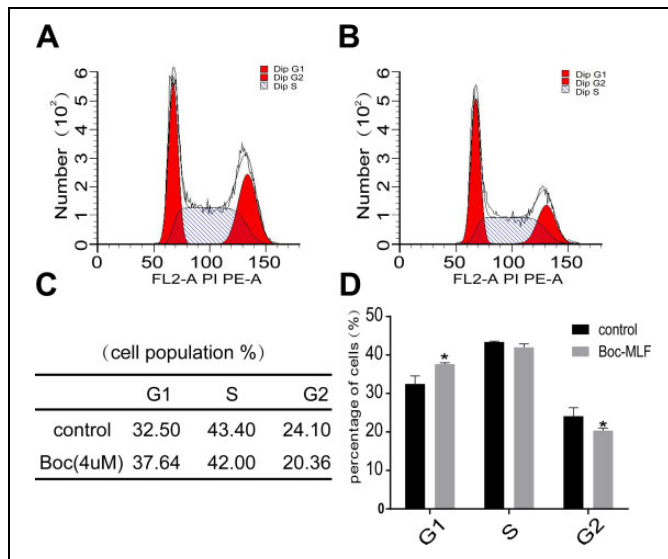 A
Dip G1
Dip G2
Dip S
Number (10²)
6
5
4
3
2
1
0
0 50 100 150
FL2-A PI PE-A
B
Dip G1
Dip G2
Dip S
Number (10²)
6
5
4
3
2
1
0
0 50 100 150
FL2-A PI PE-A
C
(cell population %)
G1 S G2
control 32.50 43.40 24.10
Boc(4uM) 37.64 42.00 20.36
D
percentage of cells (%)
50
40
30
20
10
0
control
Boc-MLF
*
*
G1 S G2